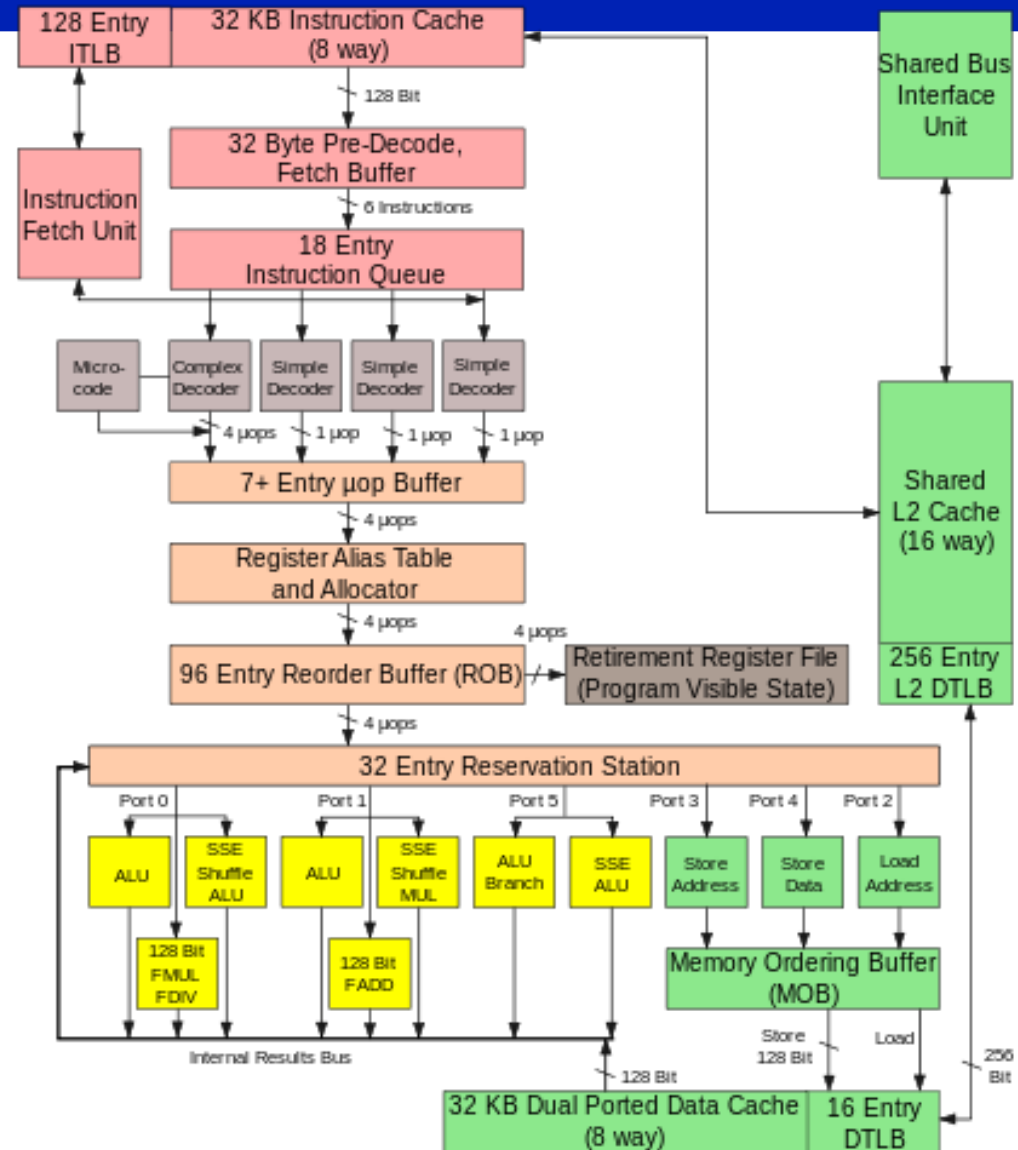 128 Entry
ITLB
32 KB Instruction Cache
(8 way)
Shared Bus
Interface
Unit
128 Bit
32 Byte Pre-Decode,
Fetch Buffer
Instruction
Fetch Unit
6 Instructions
18 Entry
Instruction Queue
Micro-
code
Complex
Decoder
Simple
Decoder
Simple
Decoder
Simple
Decoder
4 µops
1 µop
1 µop
1 µop
7+ Entry µop Buffer
Shared
L2 Cache
(16 way)
4 µops
Register Alias Table
and Allocator
4 µops
4 µops
96 Entry Reorder Buffer (ROB)
Retirement Register File
(Program Visible State)
256 Entry
L2 DTLB
4 µops
32 Entry Reservation Station
Port 0
Port 1
Port 5
Port 3
Port 4
Port 2
ALU
SSE
Shuffle
ALU
ALU
SSE
Shuffle
MUL
ALU
Branch
SSE
ALU
Store
Address
Store
Data
Load
Address
128 Bit
FMUL
FDIV
128 Bit
FADD
Memory Ordering Buffer
(MOB)
Internal Results Bus
Store
128 Bit
Load
256
Bit
128 Bit
32 KB Dual Ported Data Cache
(8 way)
16 Entry
DTLB